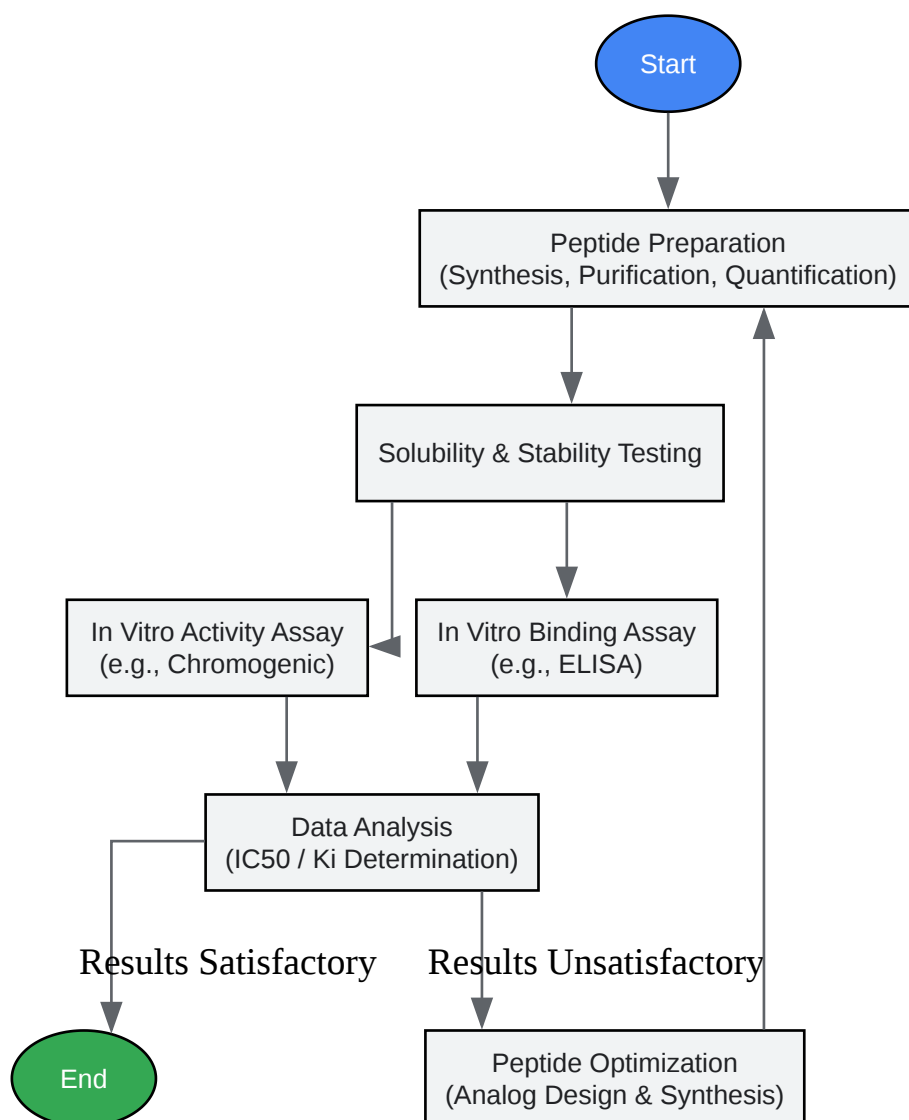 Start
Peptide Preparation
(Synthesis, Purification, Quantification)
Solubility & Stability Testing
In Vitro Activity Assay
(e.g., Chromogenic)
In Vitro Binding Assay
(e.g., ELISA)
Data Analysis
(IC50 / Ki Determination)
Results Satisfactory
Results Unsatisfactory
End
Peptide Optimization
(Analog Design & Synthesis)